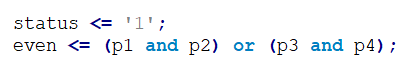 status <= '1';
even <= (p1 and p2) or (p3 and p4);